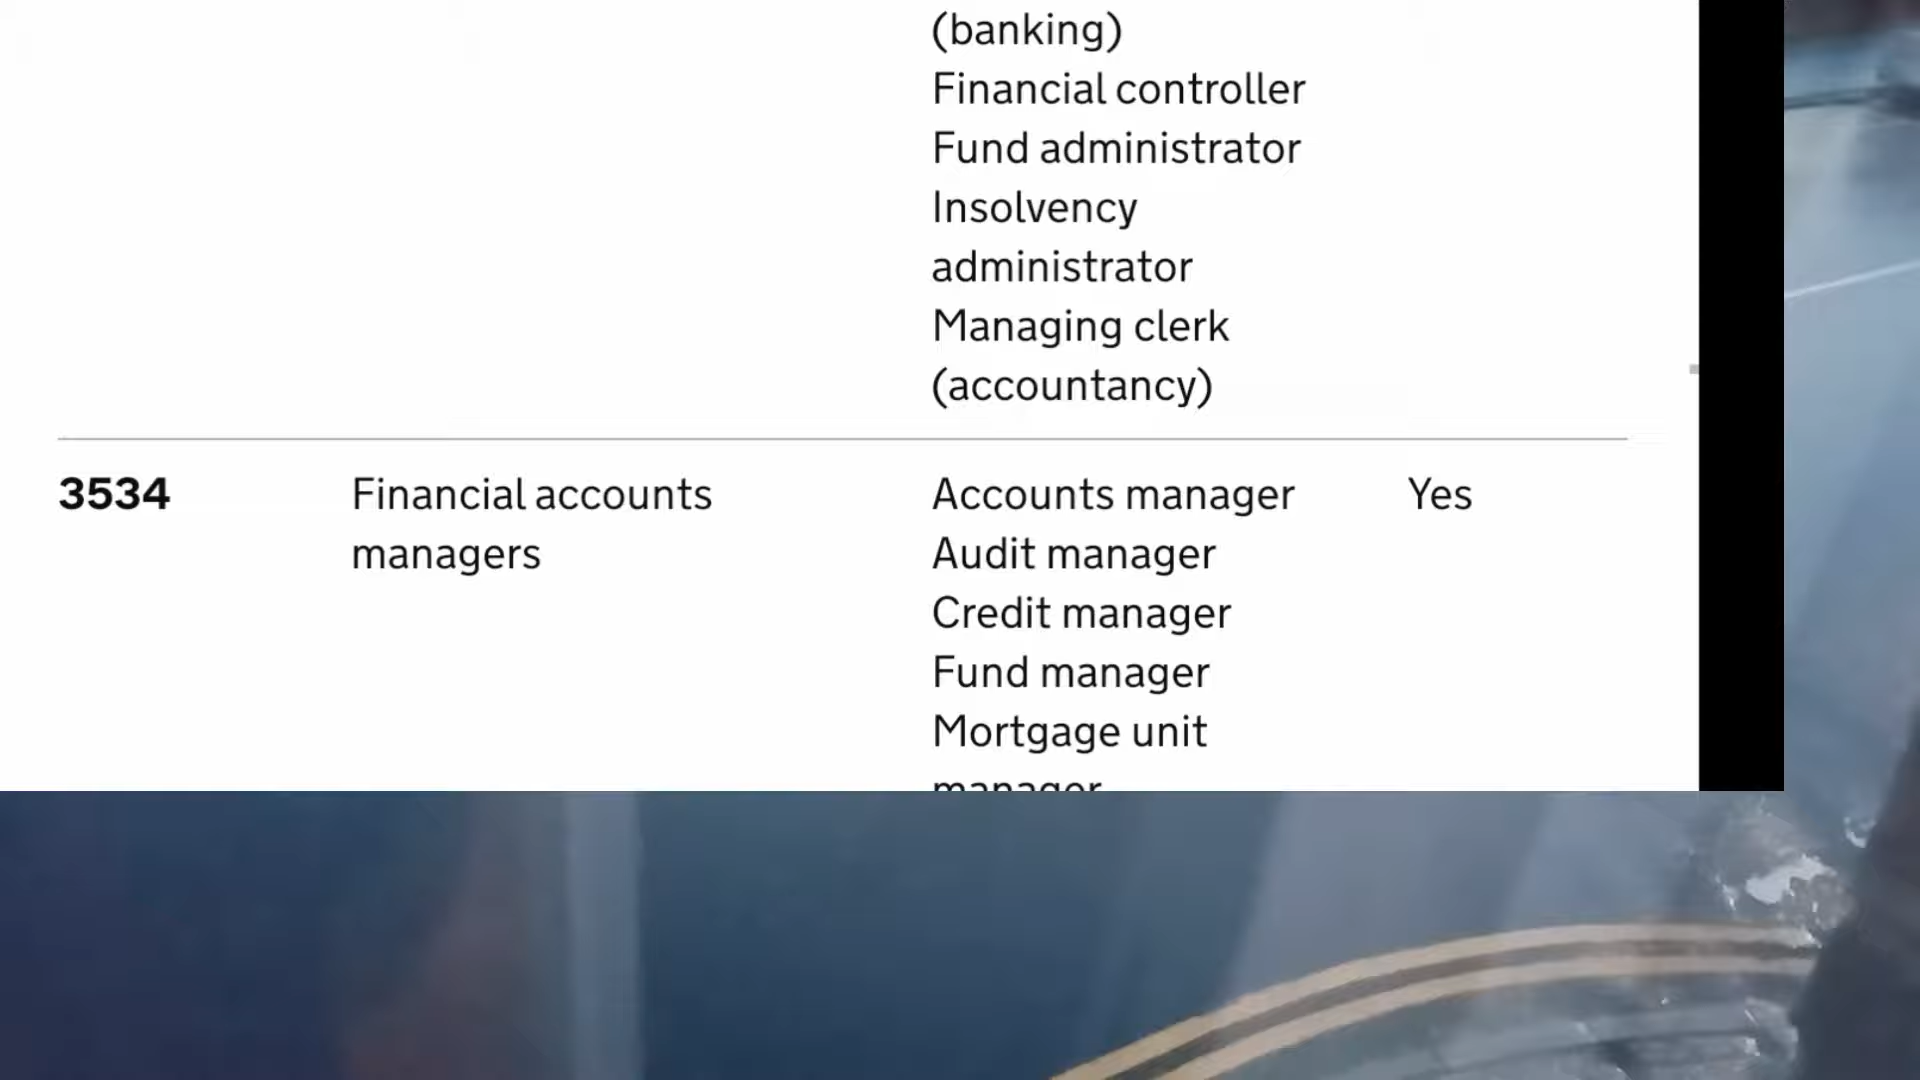 (banking)
Financial controller
Fund administrator
Insolvency
administrator
Managing clerk
(accountancy)
3534 Financial accounts Accounts manager Yes
managers Audit manager
Credit manager
Fund manager
Mortgage unit
manager